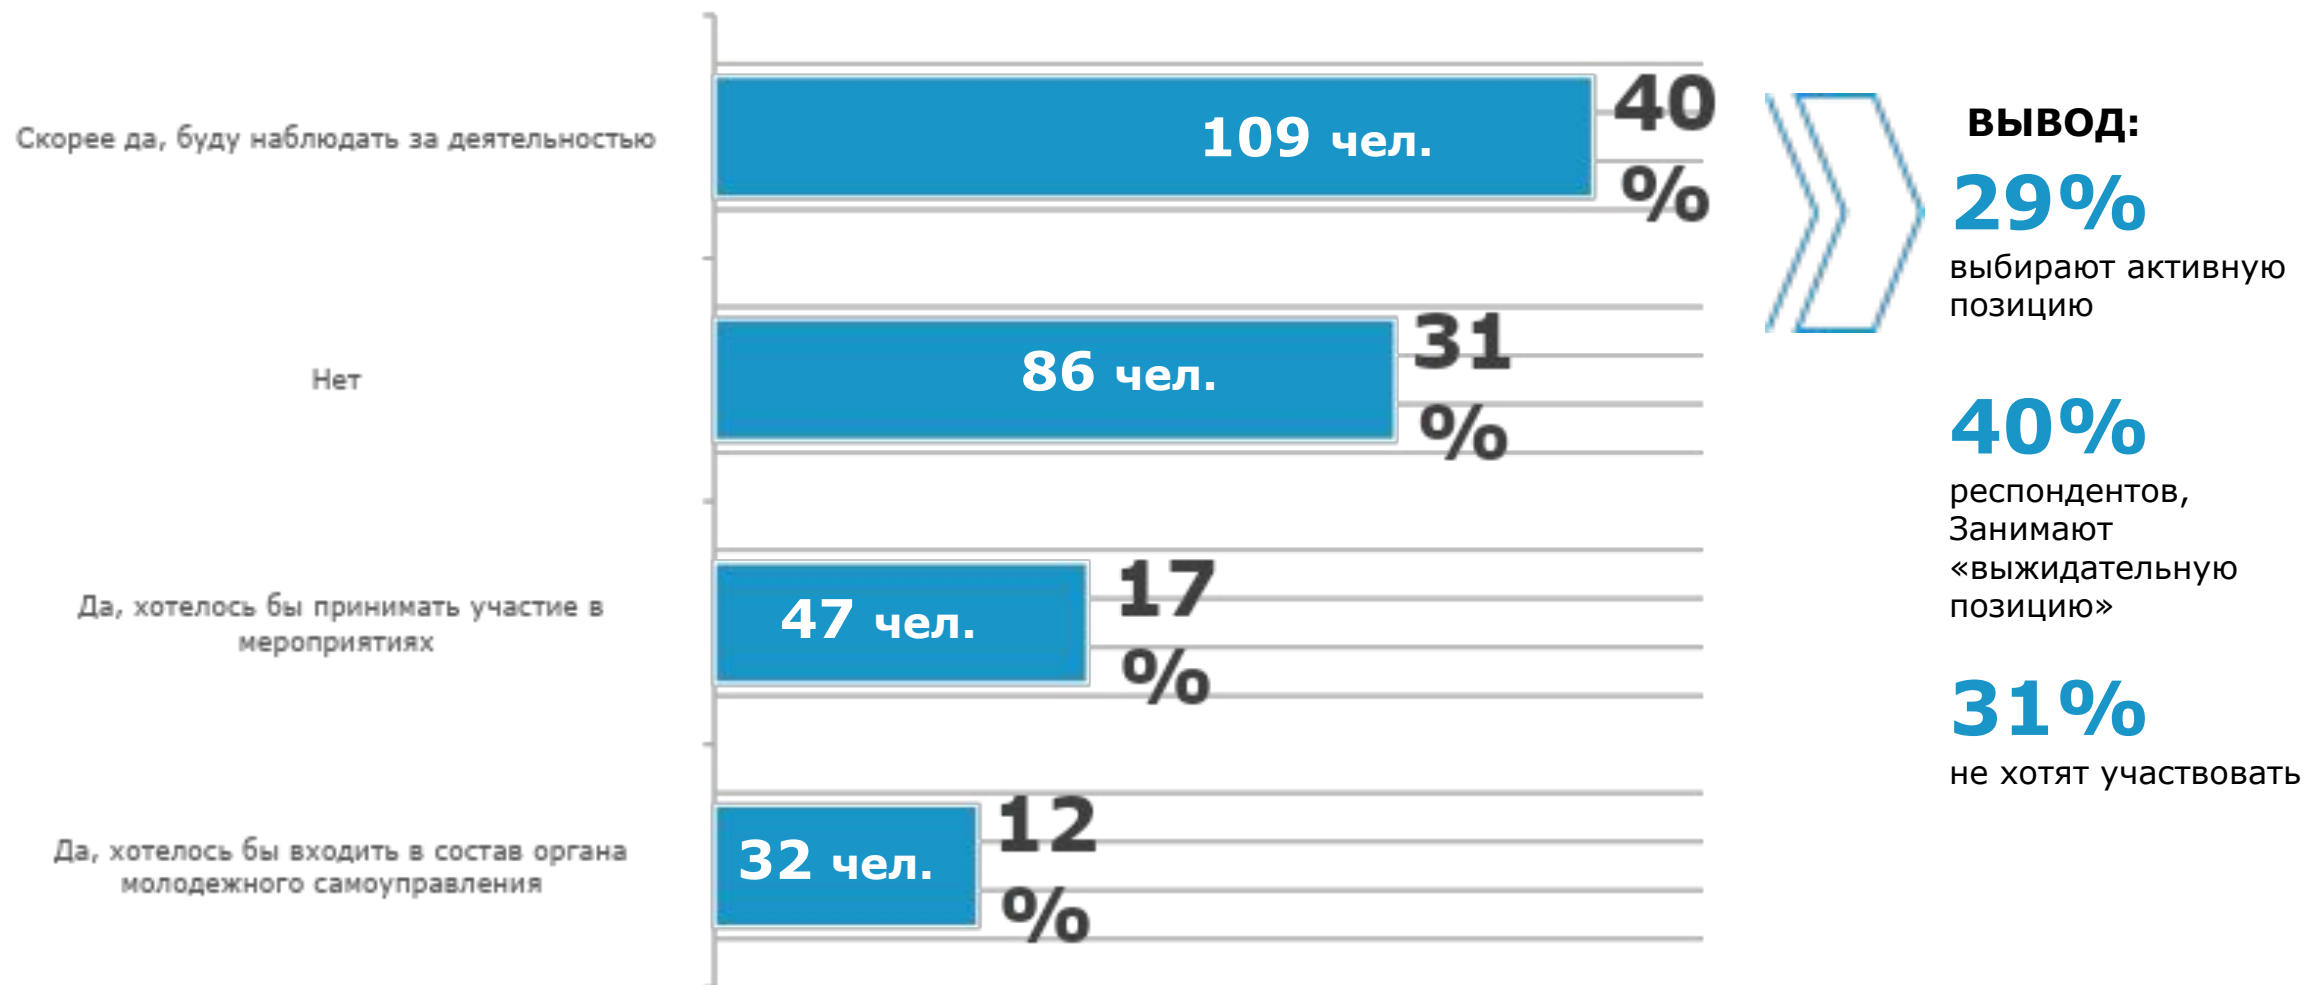 Скорее да, буду наблюдать за деятельностью
109 чел.
40
%
Нет
86 чел.
31
%
Да, хотелось бы принимать участие в
мероприятиях
47 чел.
17
%
Да, хотелось бы входить в состав органа
молодежного самоуправления
32 чел.
12
%
ВЫВОД:
29%
выбирают активную
позицию
40%
респондентов,
Занимают
«выжидательную
позицию»
31%
не хотят участвовать